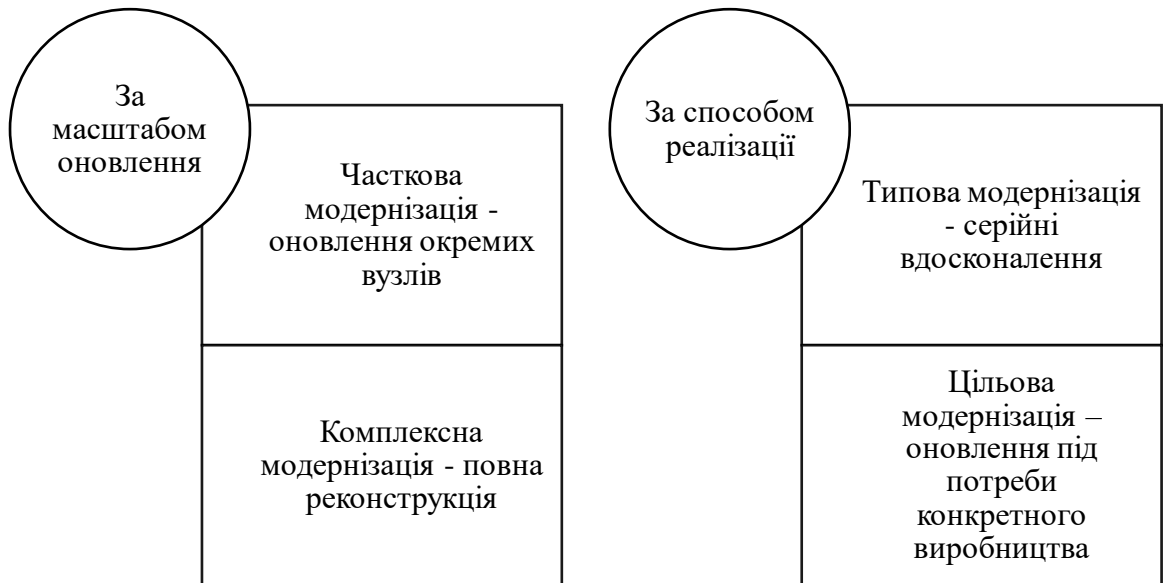 За
масштабом
оновлення
Часткова
модернізація -
оновлення окремих
вузлів
Комплексна
модернізація - повна
реконструкція
За способом
реалізації
Типова модернізація
- серійні
вдосконалення
Цільова
модернізація –
оновлення під
потреби
конкретного
виробництва